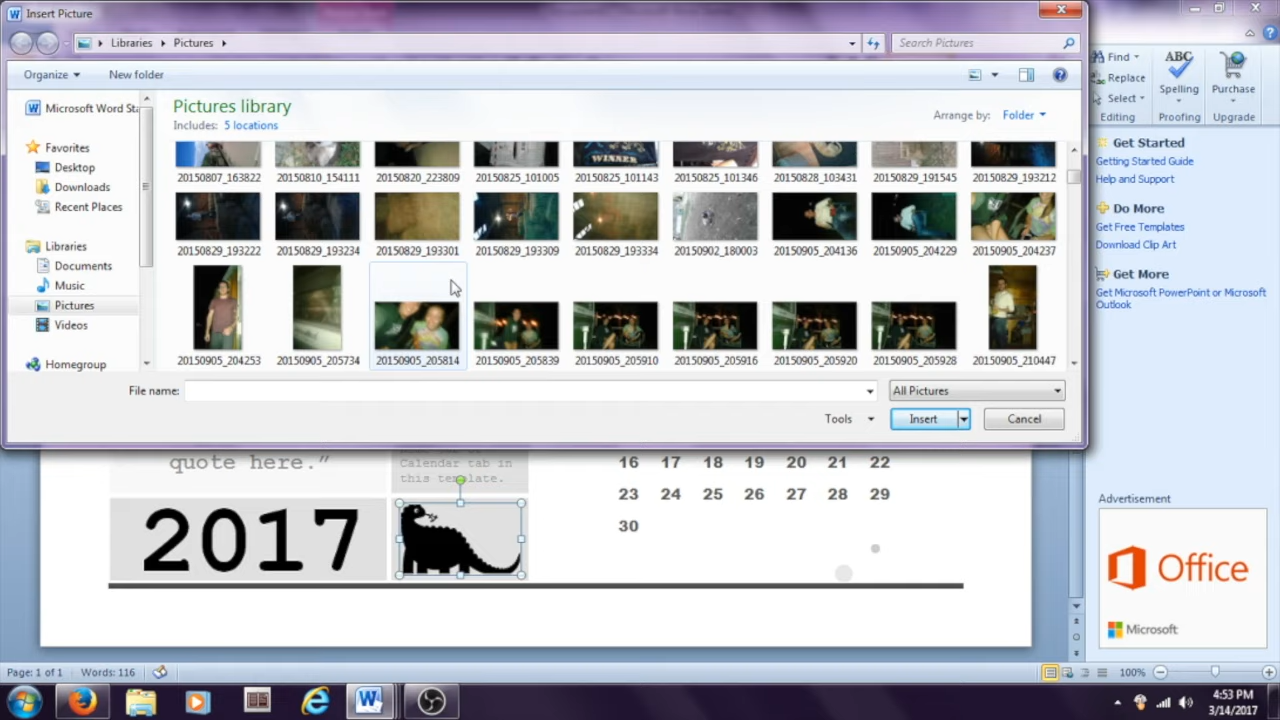 Insert Picture
Libraries Pictures
Search Pictures
Organize New folder
Microsoft Word Sta
Favorites
Desktop
Downloads
Recent Places
Libraries
Documents
Music
Pictures
Videos
Homegroup
Pictures library
Includes: 5 locations
Arrange by: Folder
WINNER
20150807_163822 20150810_154111 20150820_223809 20150825_101005 20150825_101143 20150825_101346 20150828_103431 20150829_191545 20150829_193212
20150829_193222 20150829_193234 20150829_193301 20150829_193309 20150829_193334 20150902_180003 20150905_204136 20150905_204229 20150905_204237
20150905_204253 20150905_205734 20150905_205814 20150905_205839 20150905_205910 20150905_205916 20150905_205920 20150905_205928 20150905_210447
File name: All Pictures
Tools Insert Cancel
Find
Replace
Select
Editing
ABC
Spelling
Proofing
Purchase
Upgrade
Get Started
Getting Started Guide
Help and Support
Do More
Get Free Templates
Download Clip Art
Get More
Get Microsoft PowerPoint or Microsoft
Outlook
Advertisement
Office
Microsoft
quote here.”
Calendar tab in
this template.
2017
16 17 18 19 20 21 22
23 24 25 26 27 28 29
30
Page: 1 of 1 Words: 116
100%
4:53 PM
3/14/2017